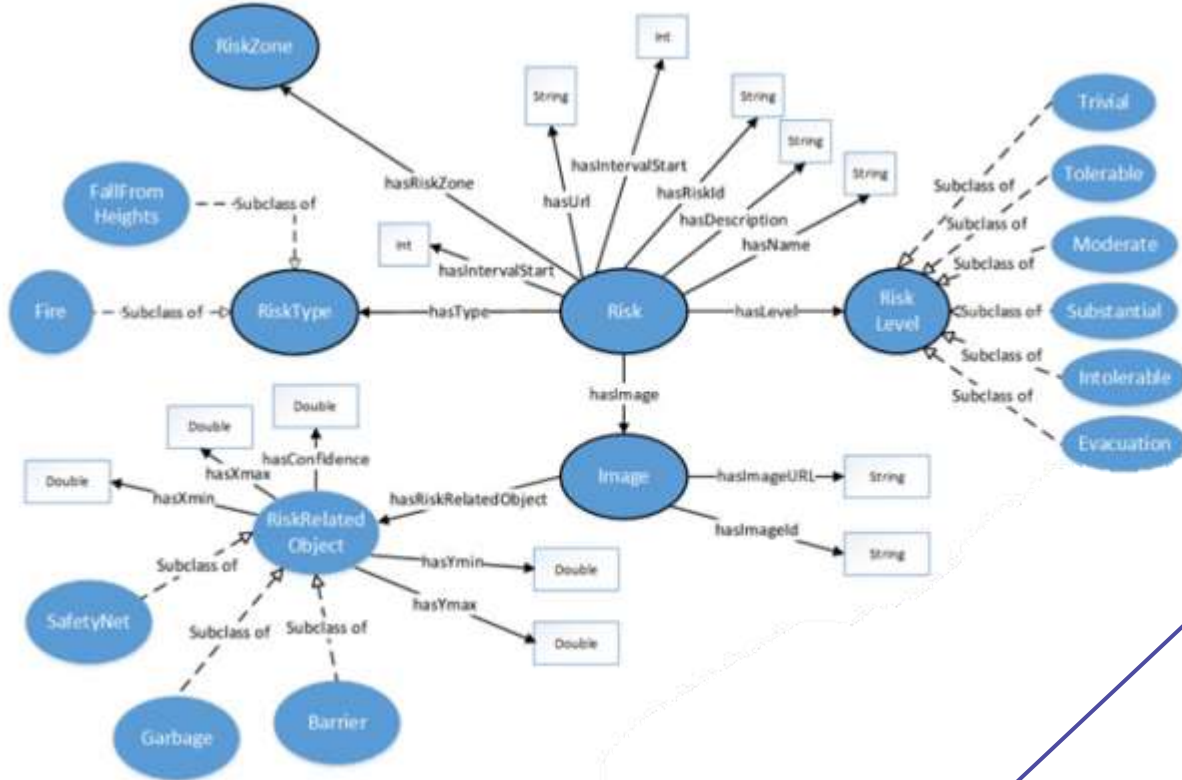 RiskZone
Int
String
String
String
String
Trivial
Tolerable
Moderate
Substantial
Intolerable
Evacuation
Subclass of
Subclass of
Subclass of
Subclass of
Subclass of
Subclass of
Risk
Level
hasRiskZone
hasUrl
hasIntervalStart
hasRiskId
hasDescription
hasName
FallFrom
Heights
Subclass of
Int
hasIntervalStart
Fire
Subclass of
RiskType
hasType
Risk
hasLevel
hasImage
Double
Double
Double
hasConfidence
hasXmax
hasXmin
RiskRelated
Object
hasRiskRelatedObject
Image
hasImageURL
String
hasImageId
String
hasYmin
Double
hasYmax
Double
Subclass of
Subclass of
Subclass of
SafetyNet
Garbage
Barrier